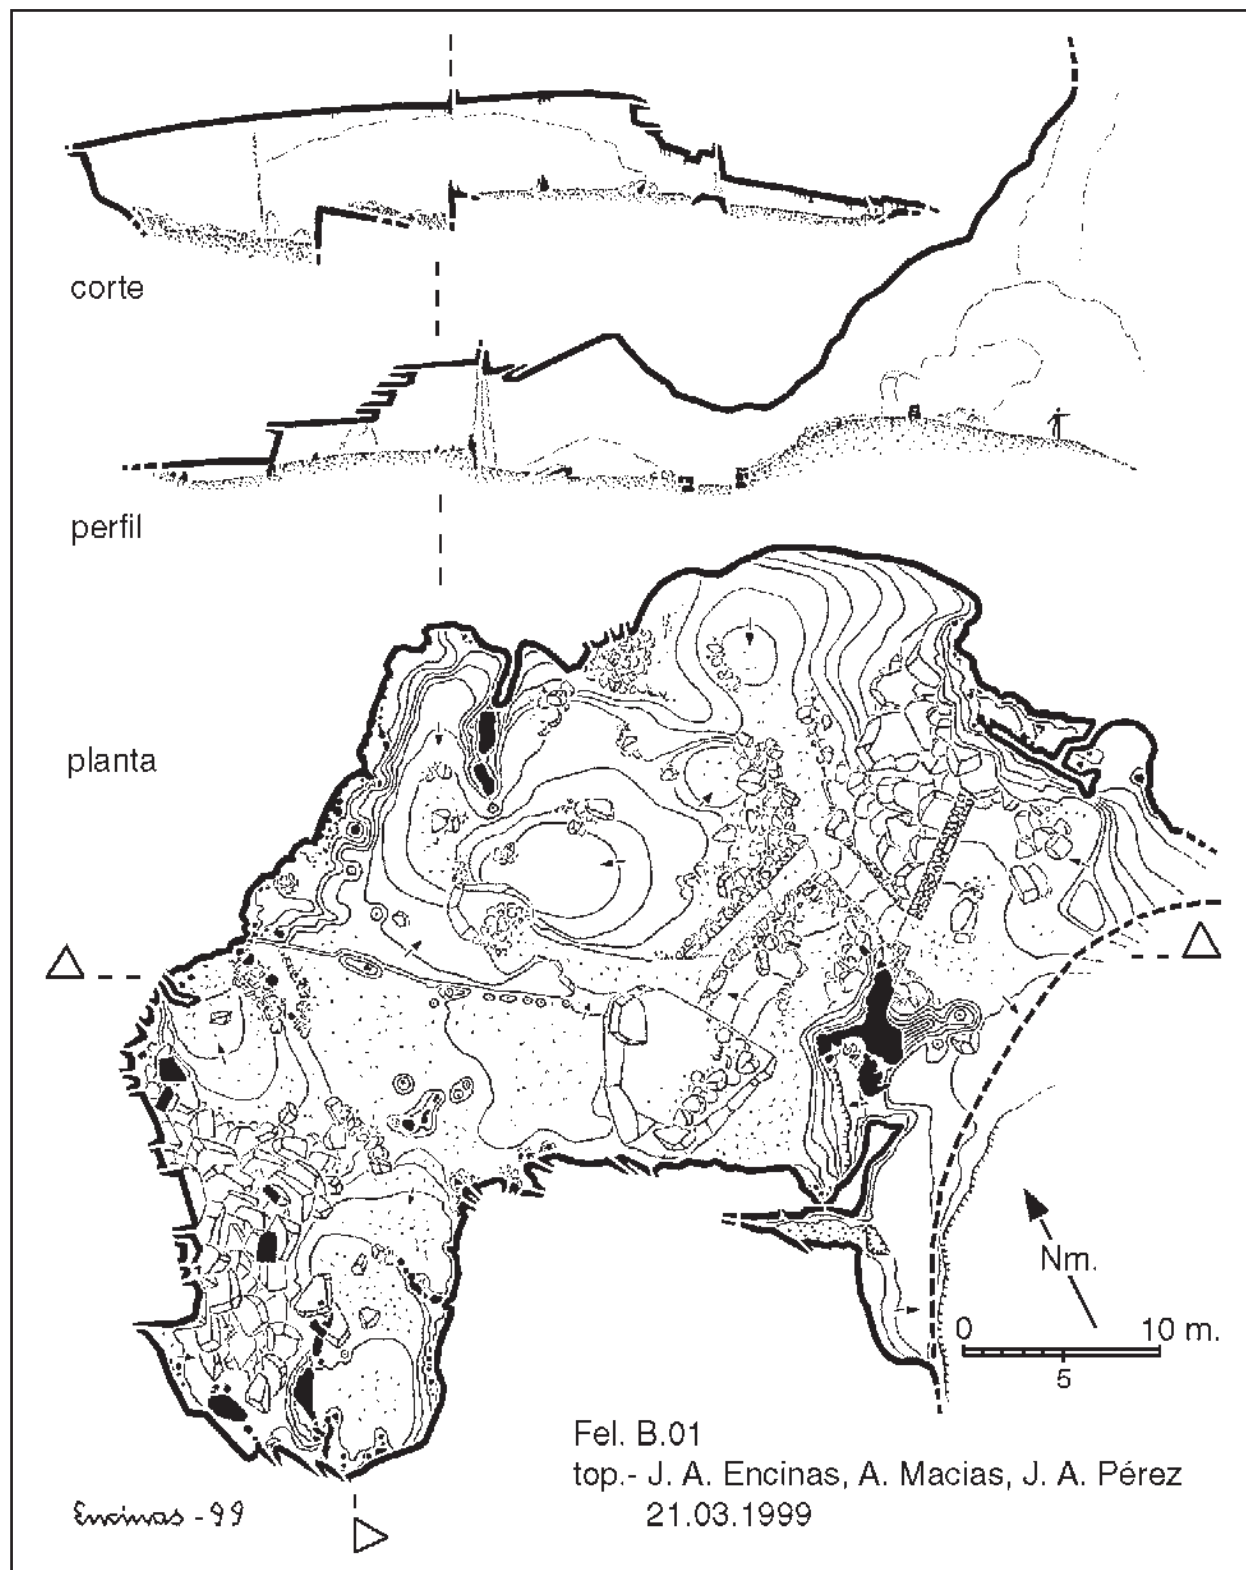 corte
perfil
planta
Nm.
0 10 m.
5
Fel. B.01
top.- J. A. Encinas, A. Macias, J. A. Pérez
21.03.1999
Encinas - 99